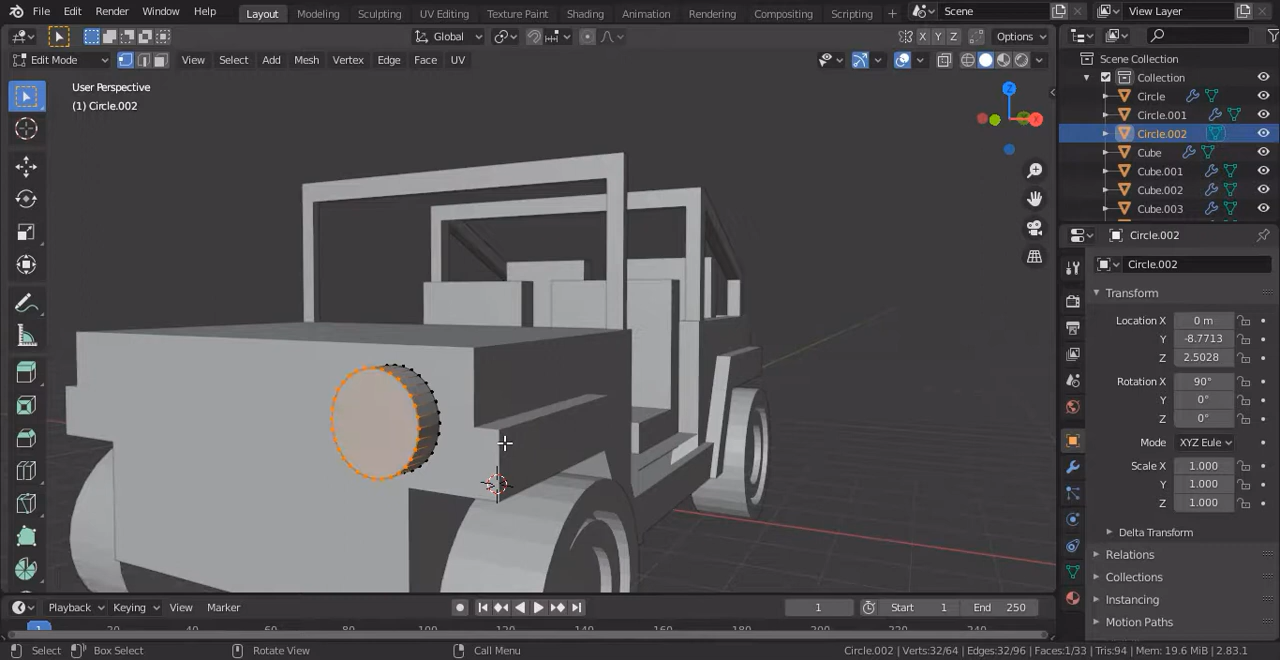 File Edit Render Window Help Layout Modeling Sculpting UV Editing Texture Paint Shading Animation Rendering Compositing Scripting + Scene View Layer
Global X Y Z Options
Edit Mode View Select Add Mesh Vertex Edge Face UV
User Perspective
(1) Circle.002
Z
X
Scene Collection
Collection
Circle
Circle.001
Circle.002
Cube
Cube.001
Cube.002
Cube.003
Circle.002
Circle.002
Transform
Location X 0 m
Y -8.7713
Z 2.5028
Rotation X 90°
Y 0°
Z 0°
Mode XYZ Eule
Scale X 1.000
Y 1.000
Z 1.000
Delta Transform
Relations
Collections
Instancing
Motion Paths
Playback Keying View Marker 1 Start 1 End 250
1
Select Box Select Rotate View Call Menu Circle.002 | Verts:32/64 | Edges:32/96 | Faces:1/33 | Tris:94 | Mem: 19.6 MiB | 2.83.1